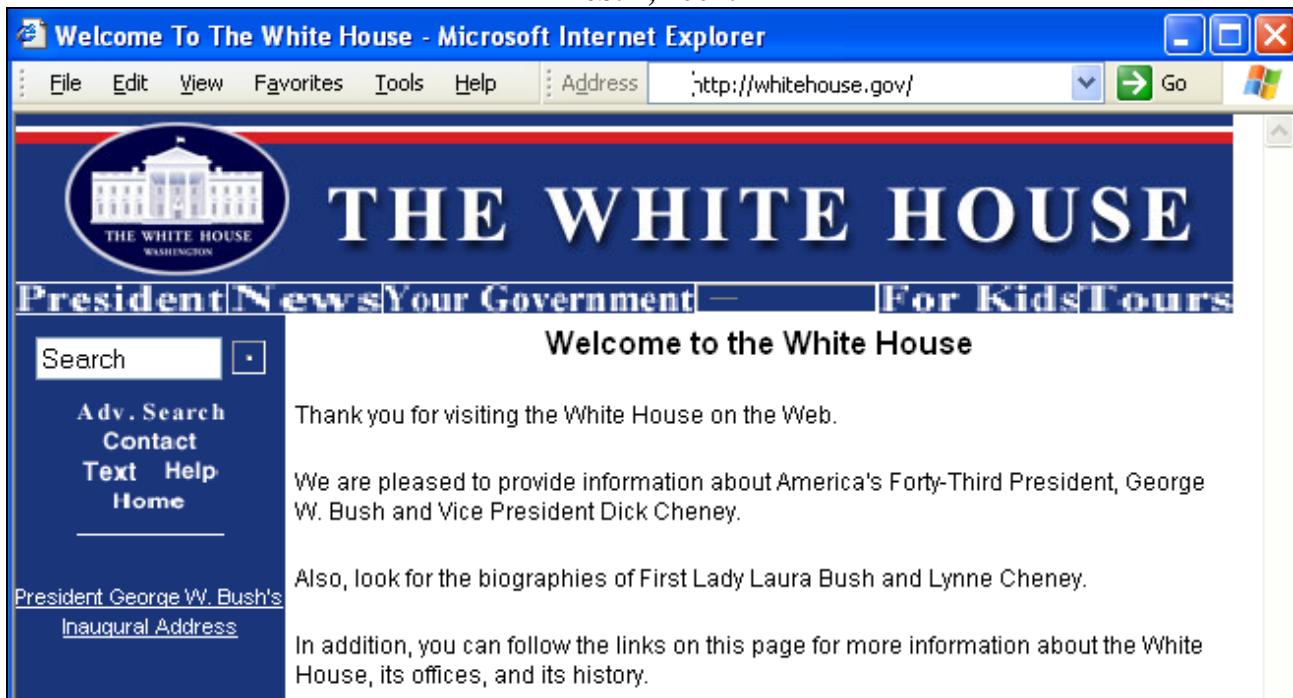 Welcome To The White House - Microsoft Internet Explorer
File Edit View Favorites Tools Help Address http://whitehouse.gov/ Go
THE WHITE HOUSE
WASHINGTON
THE WHITE HOUSE
President News Your Government For Kids Tours
Search
Adv. Search
Contact
Text Help
Home
President George W. Bush's
Inaugural Address
Welcome to the White House
Thank you for visiting the White House on the Web.
We are pleased to provide information about America's Forty-Third President, George
W. Bush and Vice President Dick Cheney.
Also, look for the biographies of First Lady Laura Bush and Lynne Cheney.
In addition, you can follow the links on this page for more information about the White
House, its offices, and its history.